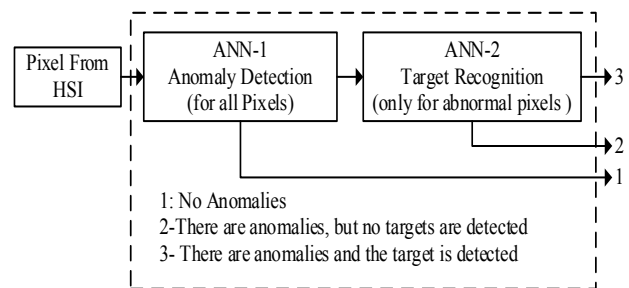 Pixel From
HSI
ANN-1
Anomaly Detection
(for all Pixels)
ANN-2
Target Recognition
(only for abnormal pixels )
3
2
1
1: No Anomalies
2-There are anomalies, but no targets are detected
3- There are anomalies and the target is detected